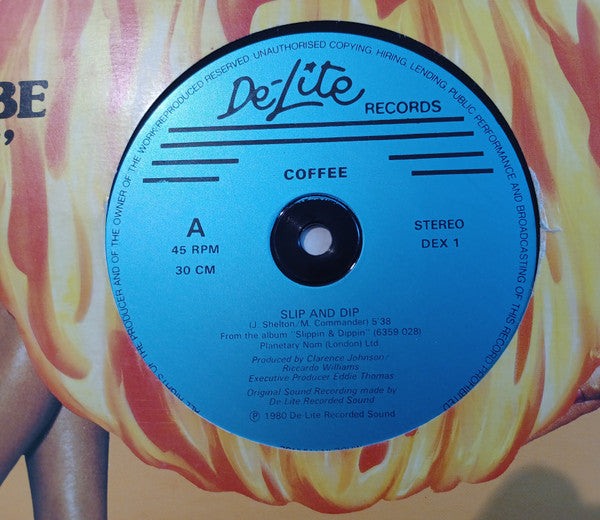 BE
"
ALL RIGHTS OF THE PRODUCER AND OF THE OWNER OF THE WORK REPRODUCED RESERVED. UNAUTHORISED COPYING, HIRING, LENDING, PUBLIC PERFORMANCE AND BROADCASTING OF THIS RECORD PROHIBITED
De-Lite
RECORDS
COFFEE
A
45 RPM
30 CM
STEREO
DEX 1
SLIP AND DIP
(J. Shelton/M. Commander) 5'38
From the album "Slippin & Dippin" (6359 028)
Planetary Nom (London) Ltd
Produced by Clarence Johnson/
Riccardo Williams
Executive Producer Eddie Thomas
Original Sound Recording made by
De-Lite Recorded Sound
℗ 1980 De-Lite Recorded Sound